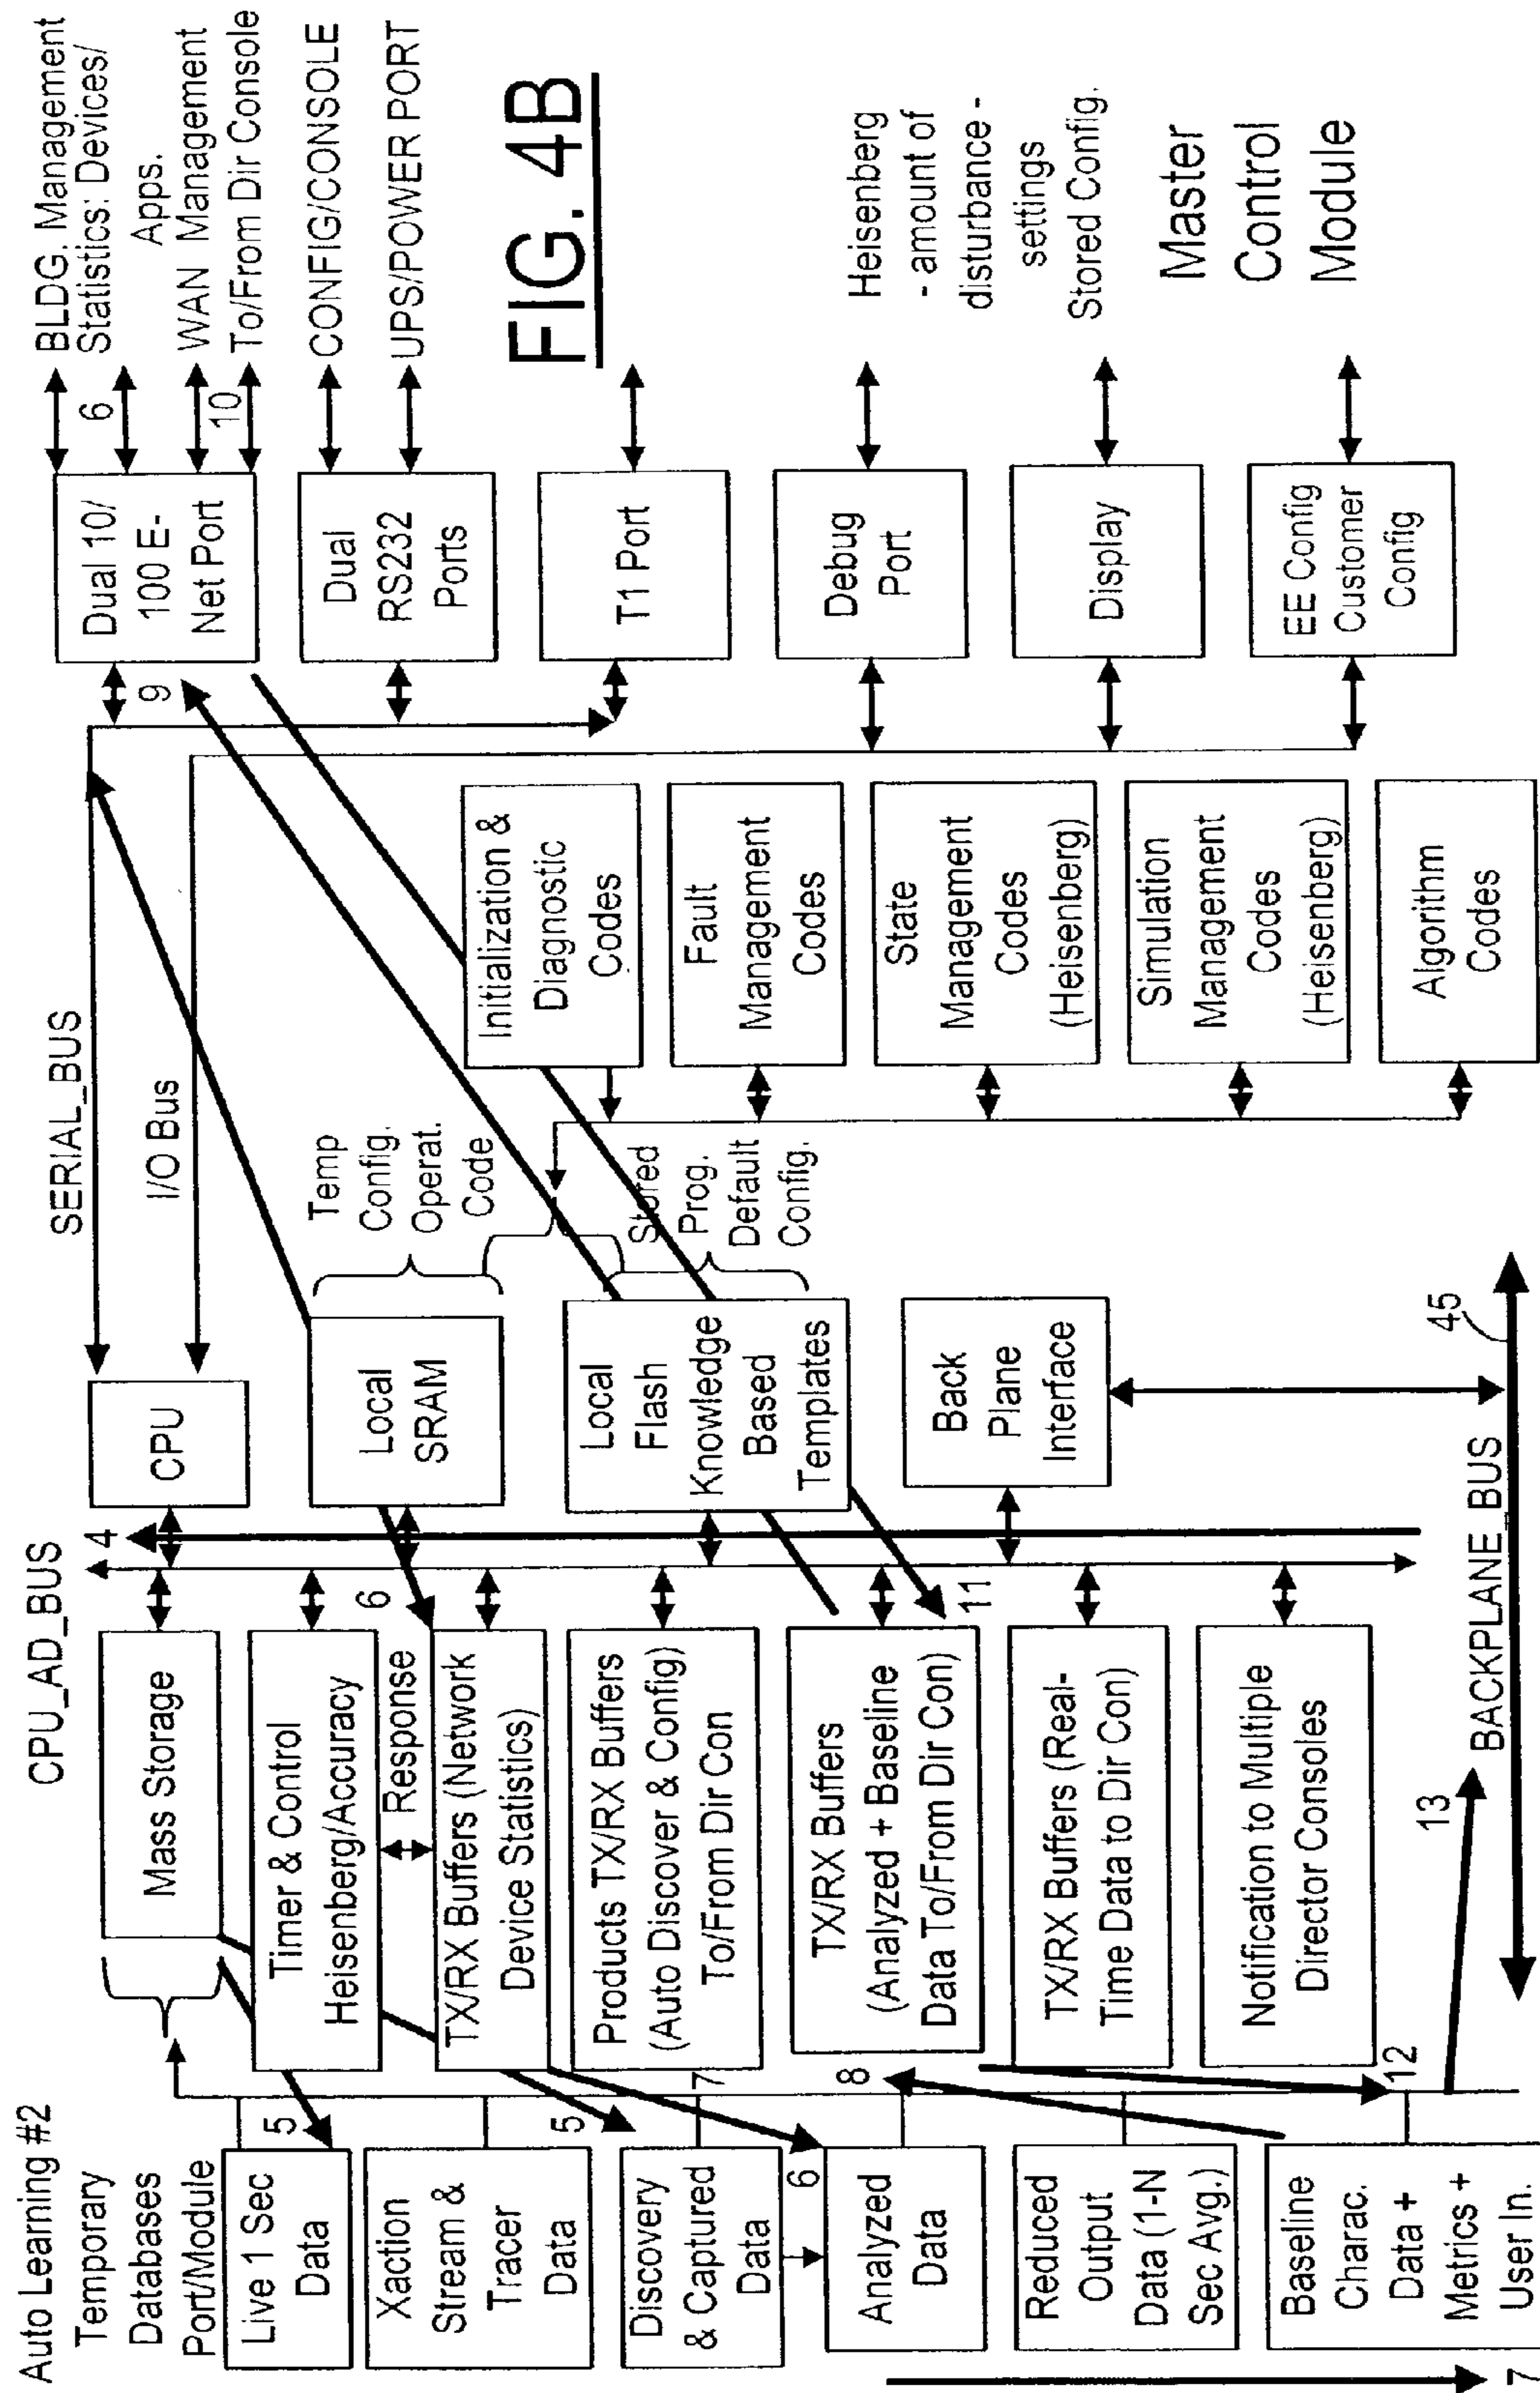 Auto Learning #2
Temporary
Databases
Port/Module
Live 1 Sec
Data
5
Xaction
Stream &
Tracer
Data
5
Discovery
& Captured
Data
7
6
Analyzed
Data
8
Reduced
Output
Data (1-N
Sec Avg.)
Baseline
Charac.
Data +
Metrics +
User In.
7
12
13
CPU_AD_BUS
4
Mass Storage
Timer & Control
Heisenberg/Accuracy
6
Response
TX/RX Buffers (Network
Device Statistics)
Products TX/RX Buffers
(Auto Discover & Config)
To/From Dir Con
TX/RX Buffers
(Analyzed + Baseline
Data To/From Dir Con)
11
TX/RX Buffers (Real-
Time Data to Dir Con)
Notification to Multiple
Director Consoles
BACKPLANE_BUS
45
CPU
Local
SRAM
Local
Flash
Knowledge
Based
Templates
Back
Plane
Interface
SERIAL_BUS
I/O Bus
Temp
Config.
Operat.
Code
Stored
Prog.
Default
Config.
Initialization &
Diagnostic
Codes
Fault
Management
Codes
State
Management
Codes
(Heisenberg)
Simulation
Management
Codes
(Heisenberg)
Algorithm
Codes
9
Dual 10/
100 E-
Net Port
Dual
RS232
Ports
T1 Port
Debug
Port
Display
EE Config
Customer
Config
BLDG. Management
Statistics: Devices/
6
Apps.
WAN Management
10
To/From Dir Console
CONFIG/CONSOLE
UPS/POWER PORT
FIG. 4B
Heisenberg
- amount of
disturbance -
settings
Stored Config.
Master
Control
Module